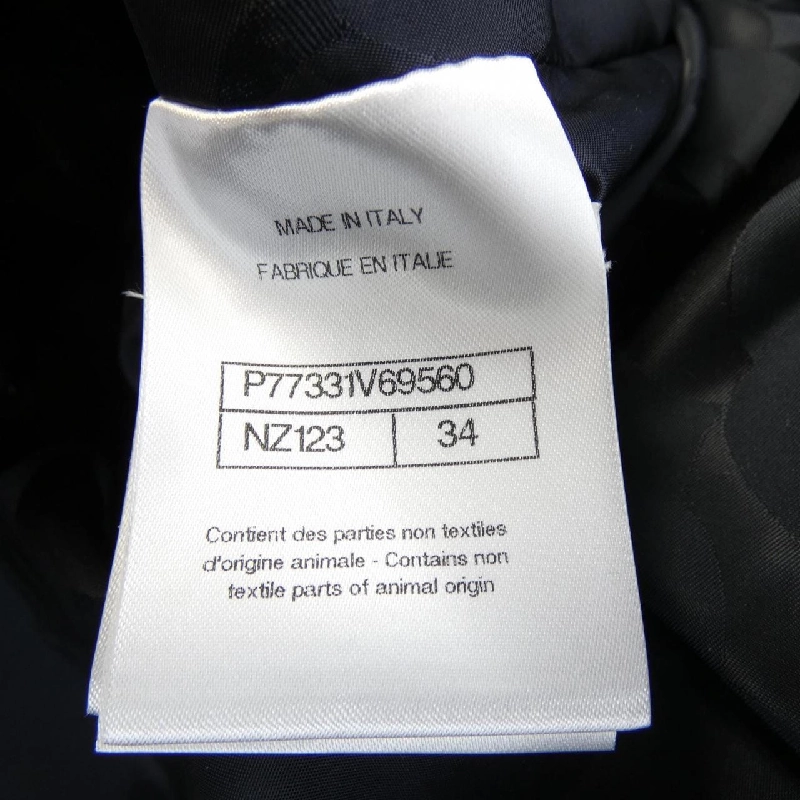 MADE IN ITALY
FABRIQUE EN ITALIE
P77331V69560
NZ123 34
Contient des parties non textiles
d'origine animale - Contains non
textile parts of animal origin